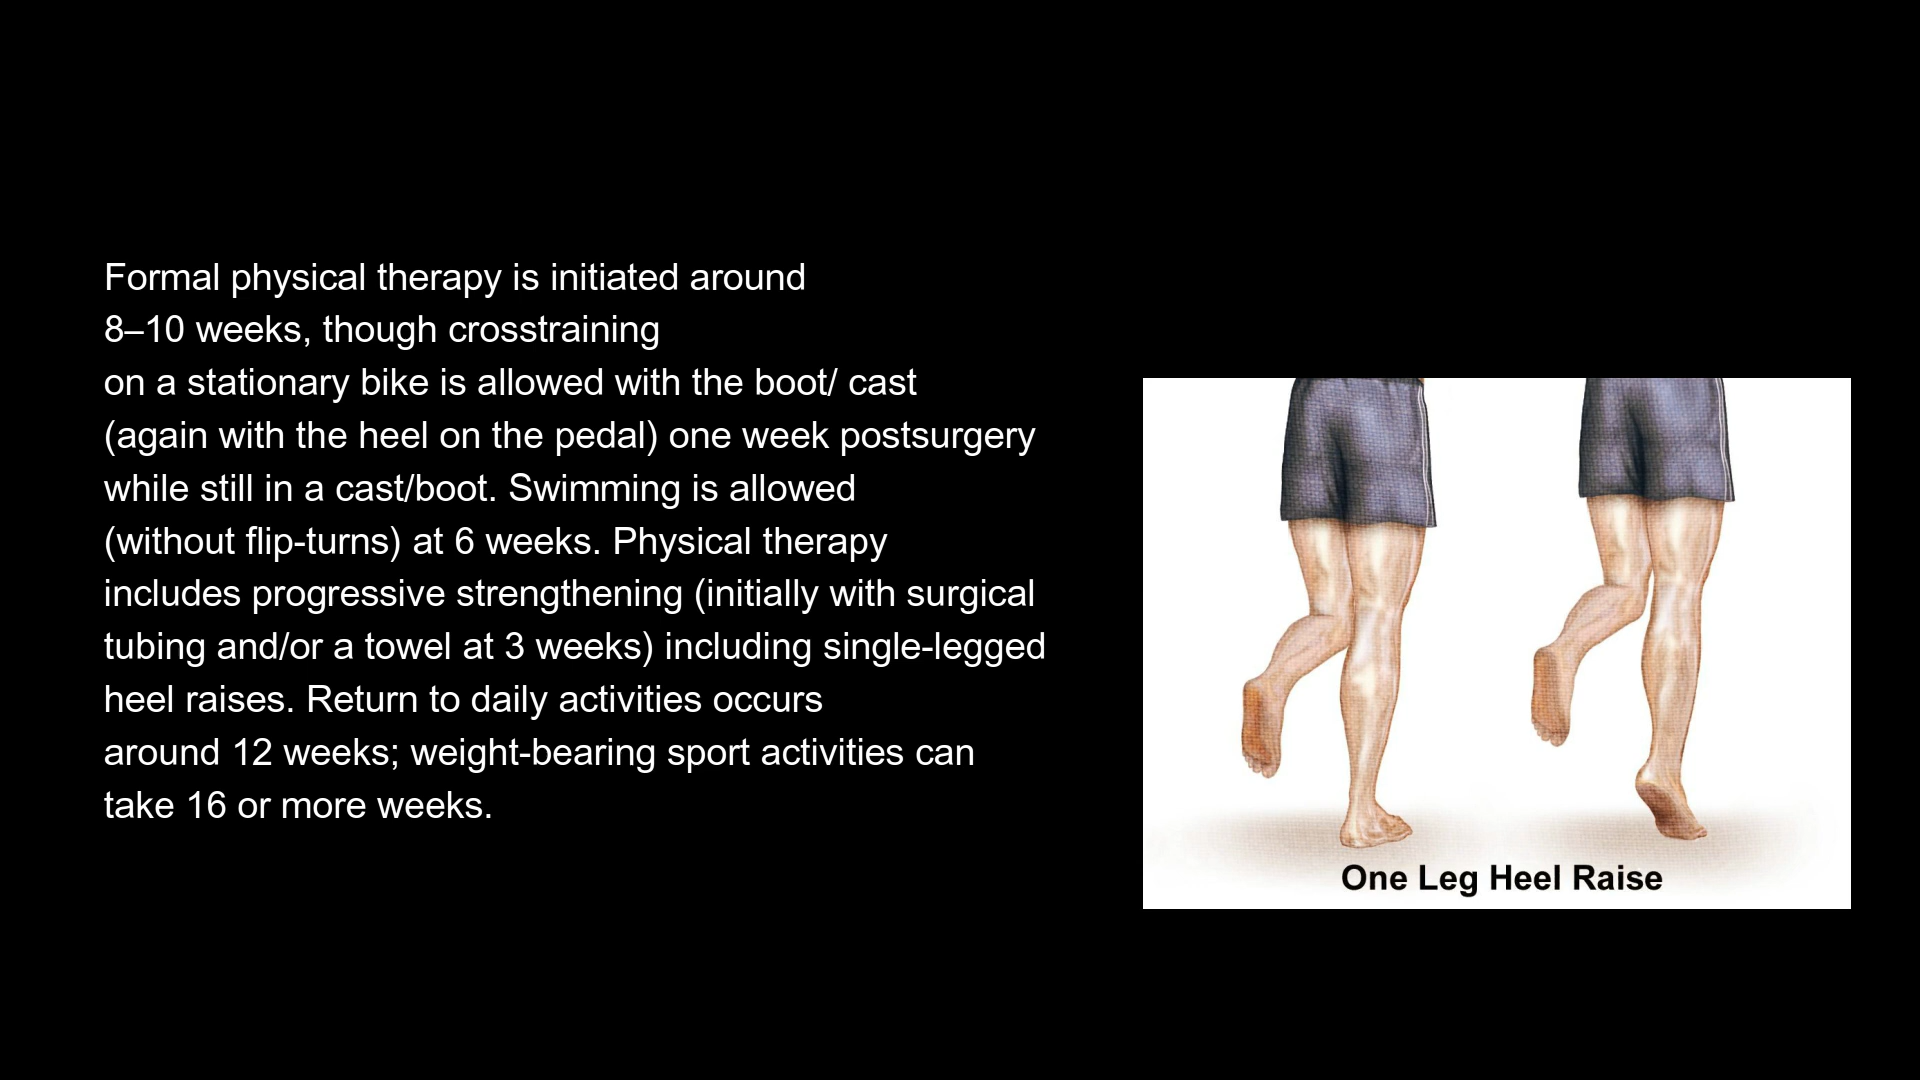 Formal physical therapy is initiated around
8–10 weeks, though crosstraining
on a stationary bike is allowed with the boot/ cast
(again with the heel on the pedal) one week postsurgery
while still in a cast/boot. Swimming is allowed
(without flip-turns) at 6 weeks. Physical therapy
includes progressive strengthening (initially with surgical
tubing and/or a towel at 3 weeks) including single-legged
heel raises. Return to daily activities occurs
around 12 weeks; weight-bearing sport activities can
take 16 or more weeks.
One Leg Heel Raise